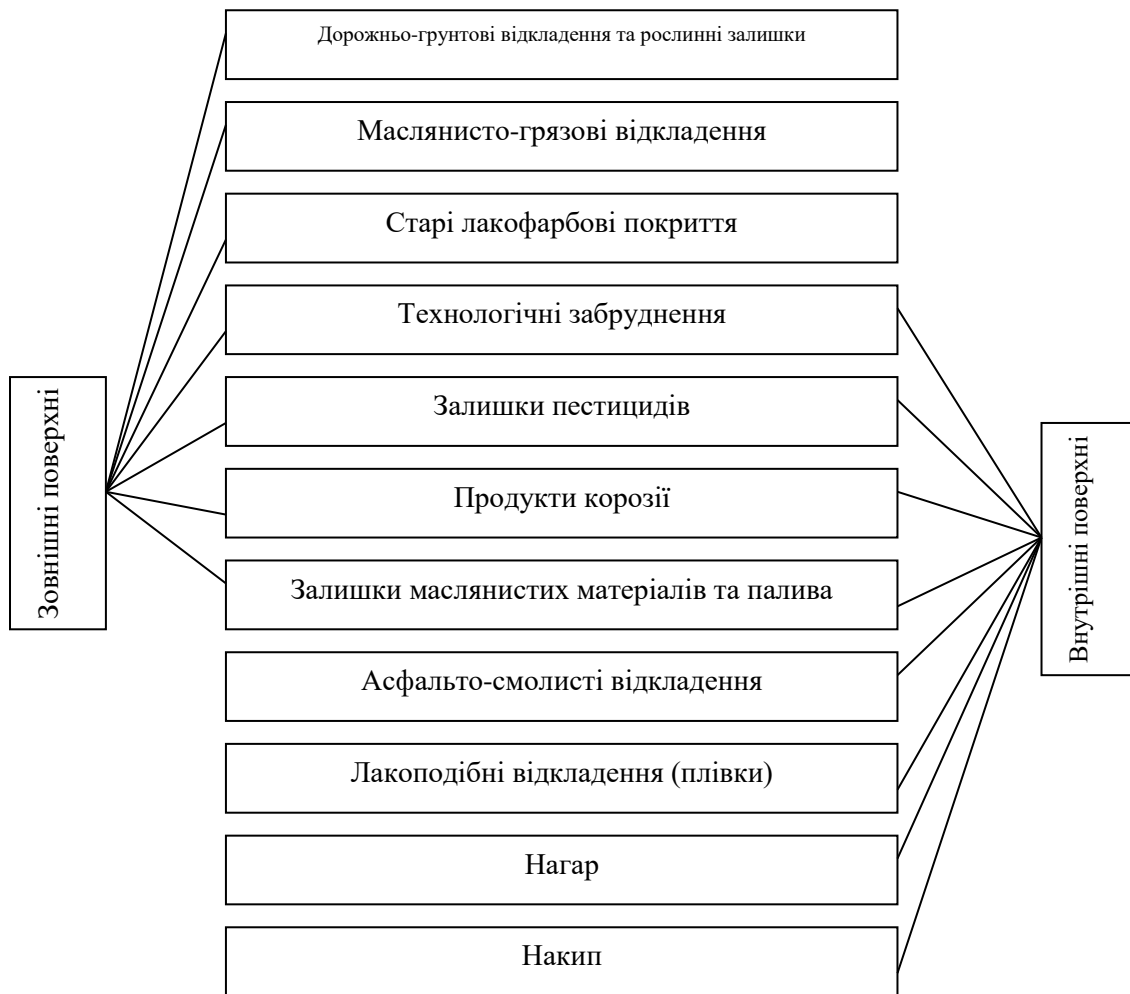 Дорожньо-грунтові відкладення та рослинні залишки
Маслянисто-грязові відкладення
Старі лакофарбові покриття
Технологічні забруднення
Залишки пестицидів
Продукти корозії
Залишки маслянистих матеріалів та палива
Асфальто-смолисті відкладення
Лакоподібні відкладення (плівки)
Нагар
Накип
Зовнішні поверхні
Внутрішні поверхні